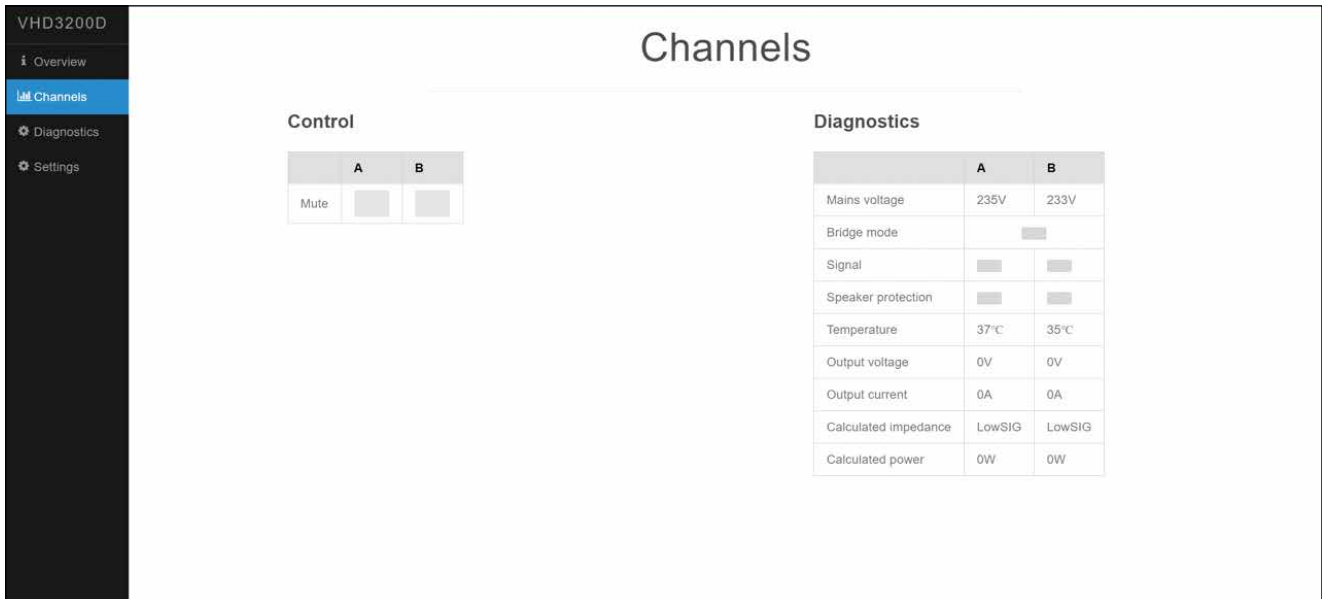 VHD3200D
Overview
Channels
Diagnostics
Settings
Channels
Control
A B
Mute
Diagnostics
A B
Mains voltage 235V 233V
Bridge mode
Signal
Speaker protection
Temperature 37°C 35°C
Output voltage 0V 0V
Output current 0A 0A
Calculated impedance LowSIG LowSIG
Calculated power 0W 0W